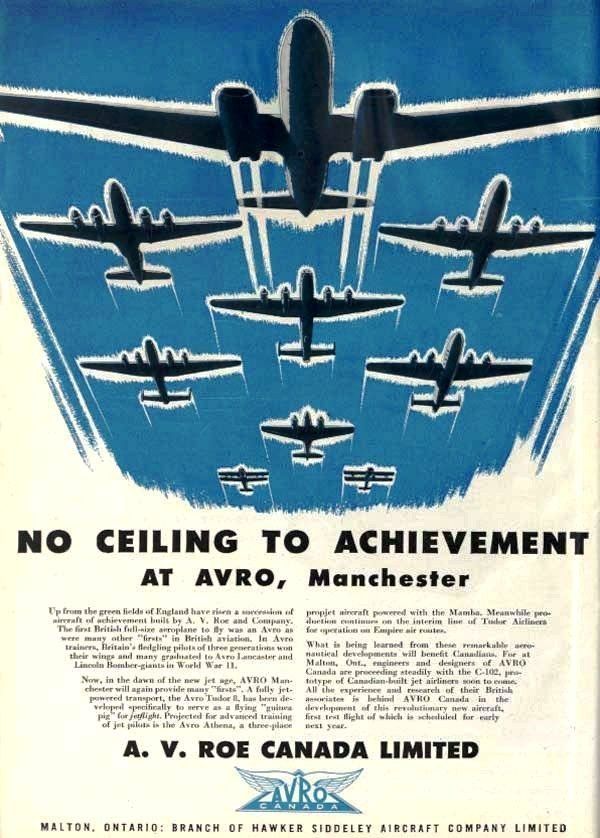 NO CEILING TO ACHIEVEMENT
AT AVRO, Manchester
Up from the green fields of England have risen a succession of
aircraft of achievement built by A. V. Roe and Company.
The first British full-size aeroplane to fly was an Avro as
were many other "firsts" in British aviation. In Avro
trainers, Britain's fledgling pilots of three generations won
their wings and many graduated to Avro Lancaster and
Lincoln Bomber-giants in World War 11.
Now, in the dawn of the new jet age, AVRO Man-
chester will again provide many "firsts". A fully jet-
powered transport, the Avro Tudor 8, has been de-
veloped specifically to serve as a flying "guinea
pig" for jetflight. Projected for advanced training
of jet pilots is the Avro Athena, a three-place
propjet aircraft powered with the Mamba. Meanwhile pro-
duction continues on the interim line of Tudor Airliners
for operation on Empire air routes.
What is being learned from these remarkable aero-
nautical developments will benefit Canadians. For at
Malton, Ont., engineers and designers of AVRO
Canada are proceeding steadily with the C-102, pro-
totype of Canadian-built jet airliners soon to come.
All the experience and research of their British
associates is behind AVRO Canada in the
development of this revolutionary new aircraft,
first test flight of which is scheduled for early
next year.
A. V. ROE CANADA LIMITED
AVRO
CANADA
MALTON, ONTARIO: BRANCH OF HAWKER SIDDELEY AIRCRAFT COMPANY LIMITED